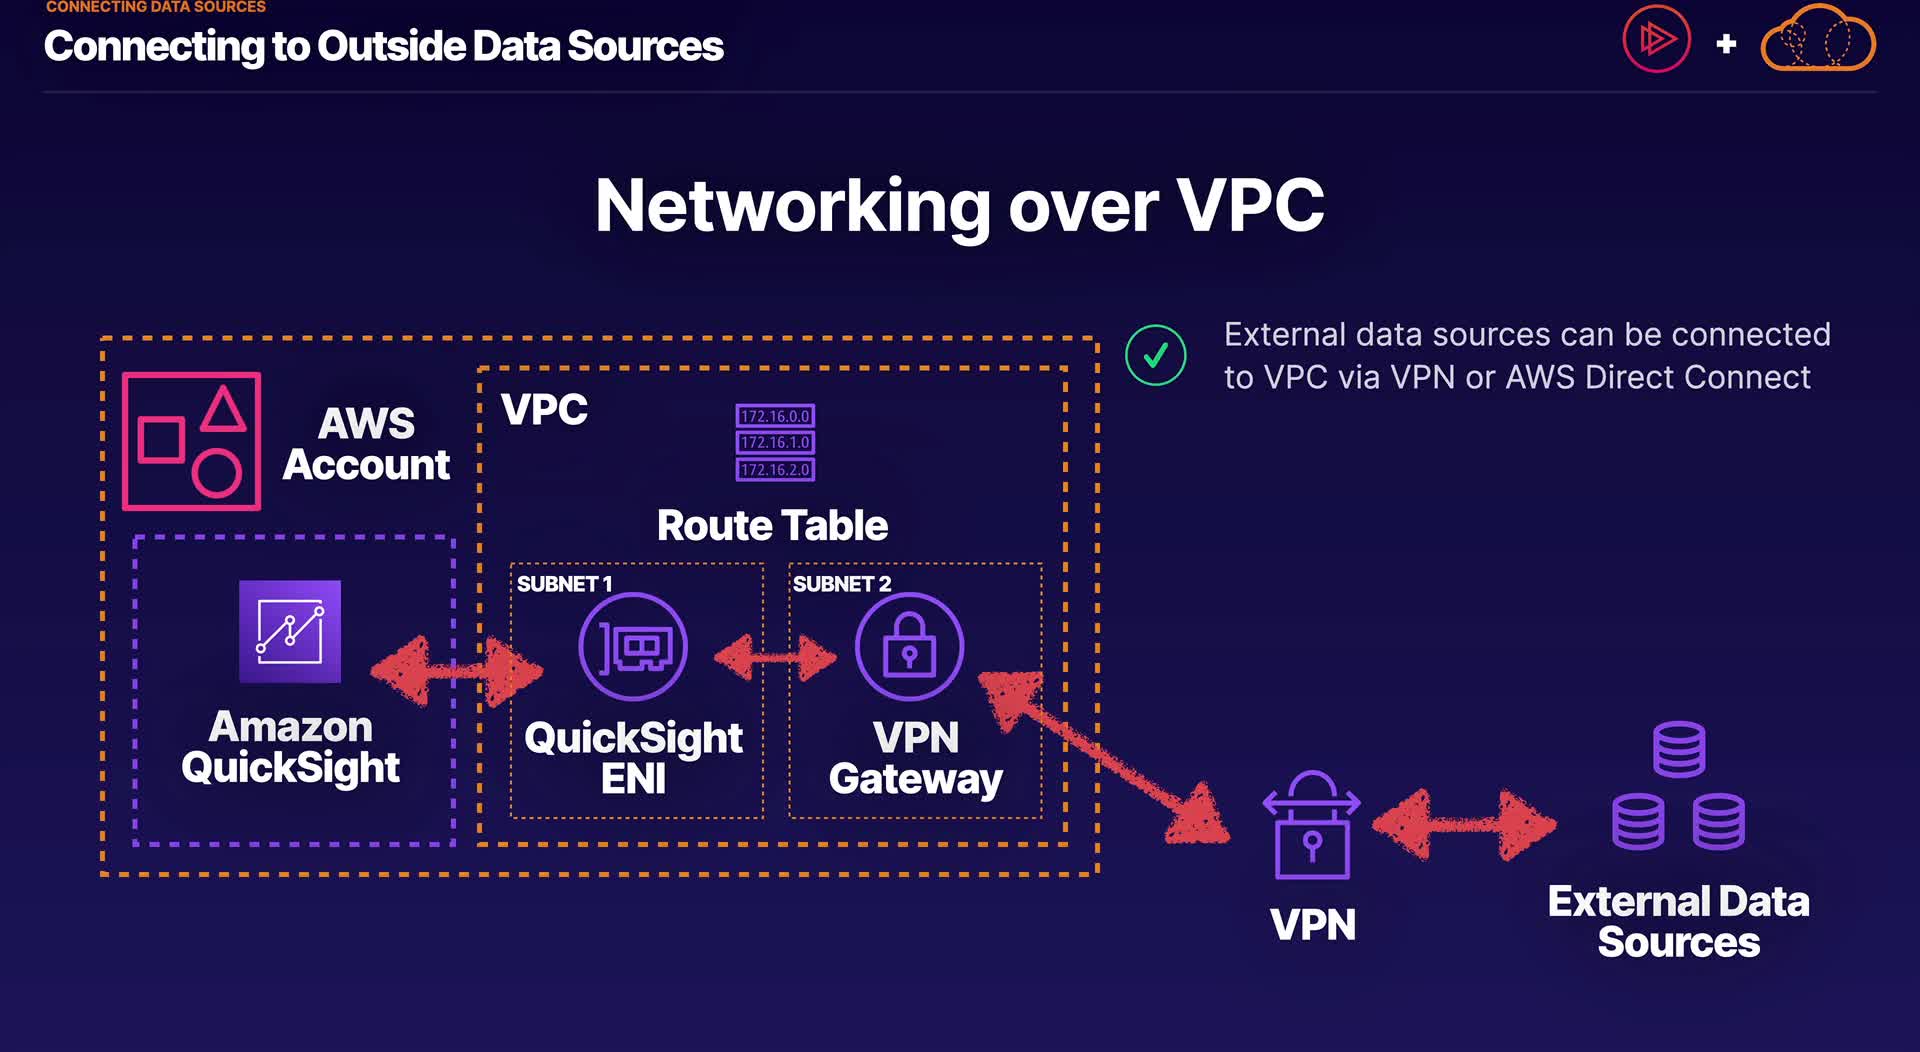 CONNECTING DATA SOURCES
Connecting to Outside Data Sources
+
Networking over VPC
External data sources can be connected
to VPC via VPN or AWS Direct Connect
AWS
Account
VPC
172.16.0.0
172.16.1.0
172.16.2.0
Route Table
SUBNET 1
SUBNET 2
Amazon
QuickSight
QuickSight
ENI
VPN
Gateway
VPN
External Data
Sources